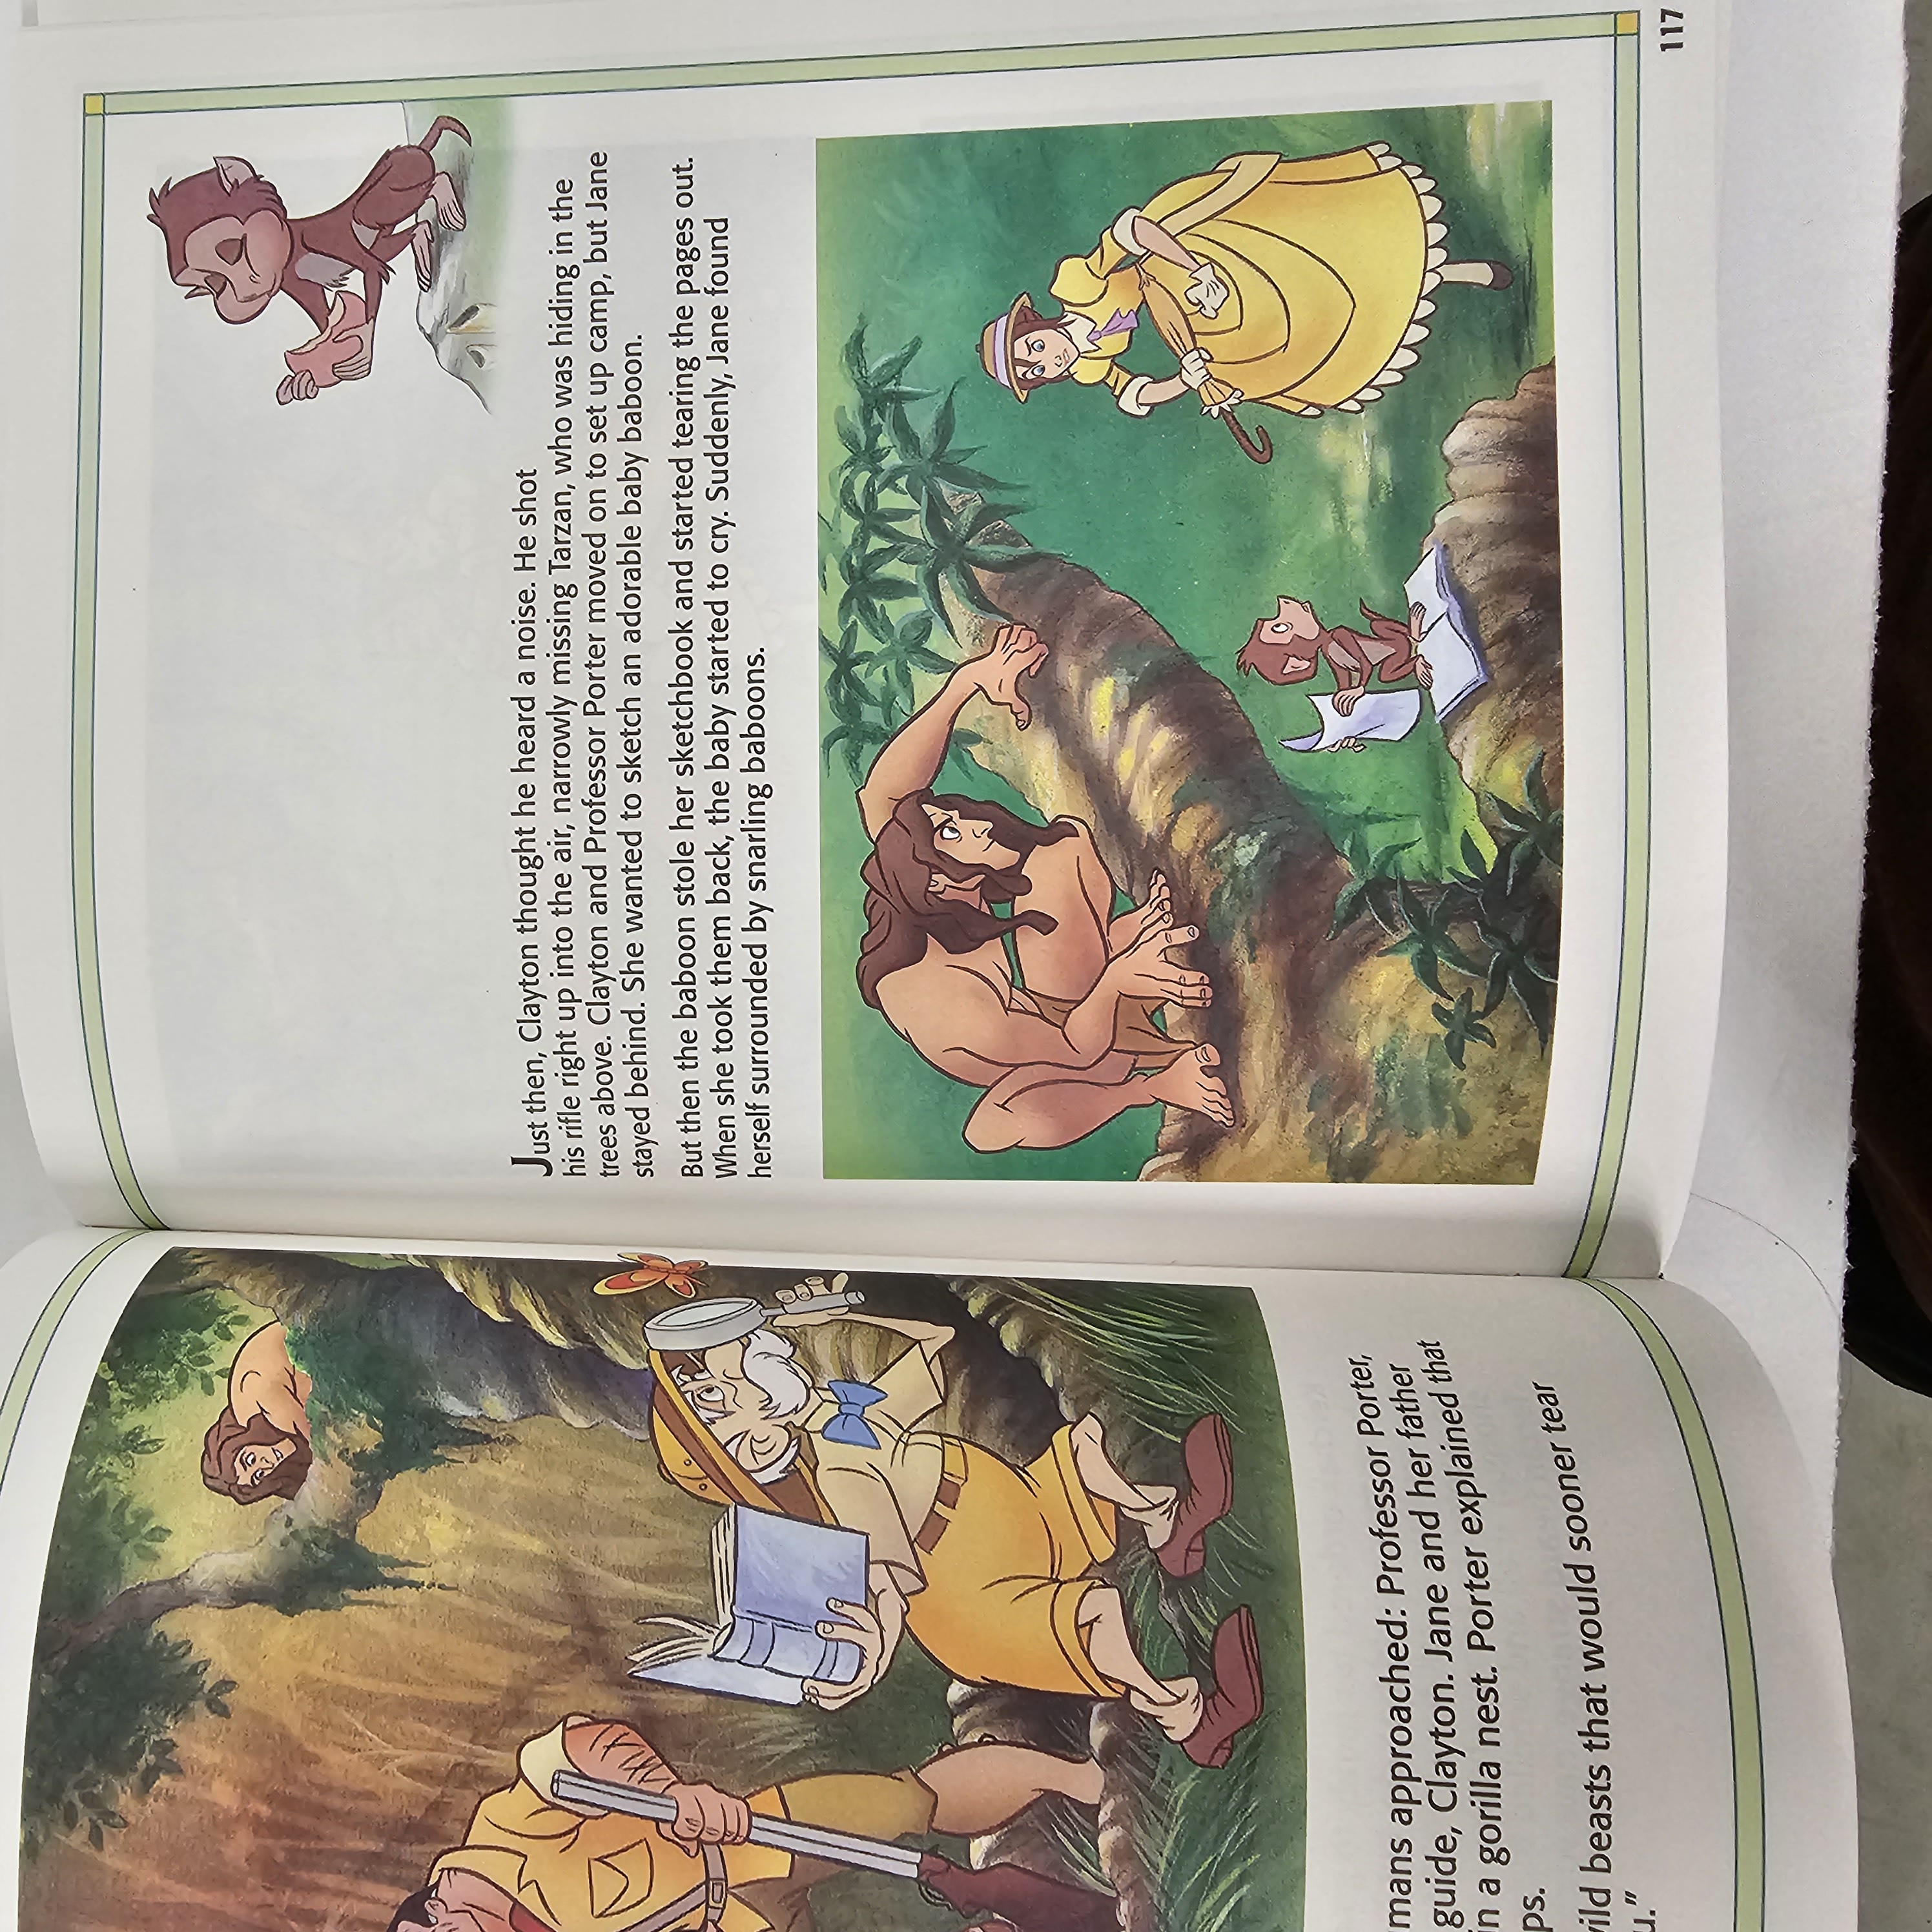 mans approached: Professor Porter,
guide, Clayton. Jane and her father
in a gorilla nest. Porter explained that
ps.
ild beasts that would sooner tear
u.”
Just then, Clayton thought he heard a noise. He shot
his rifle right up into the air, narrowly missing Tarzan, who was hiding in the
trees above. Clayton and Professor Porter moved on to set up camp, but Jane
stayed behind. She wanted to sketch an adorable baby baboon.
But then the baboon stole her sketchbook and started tearing the pages out.
When she took them back, the baby started to cry. Suddenly, Jane found
herself surrounded by snarling baboons.
117